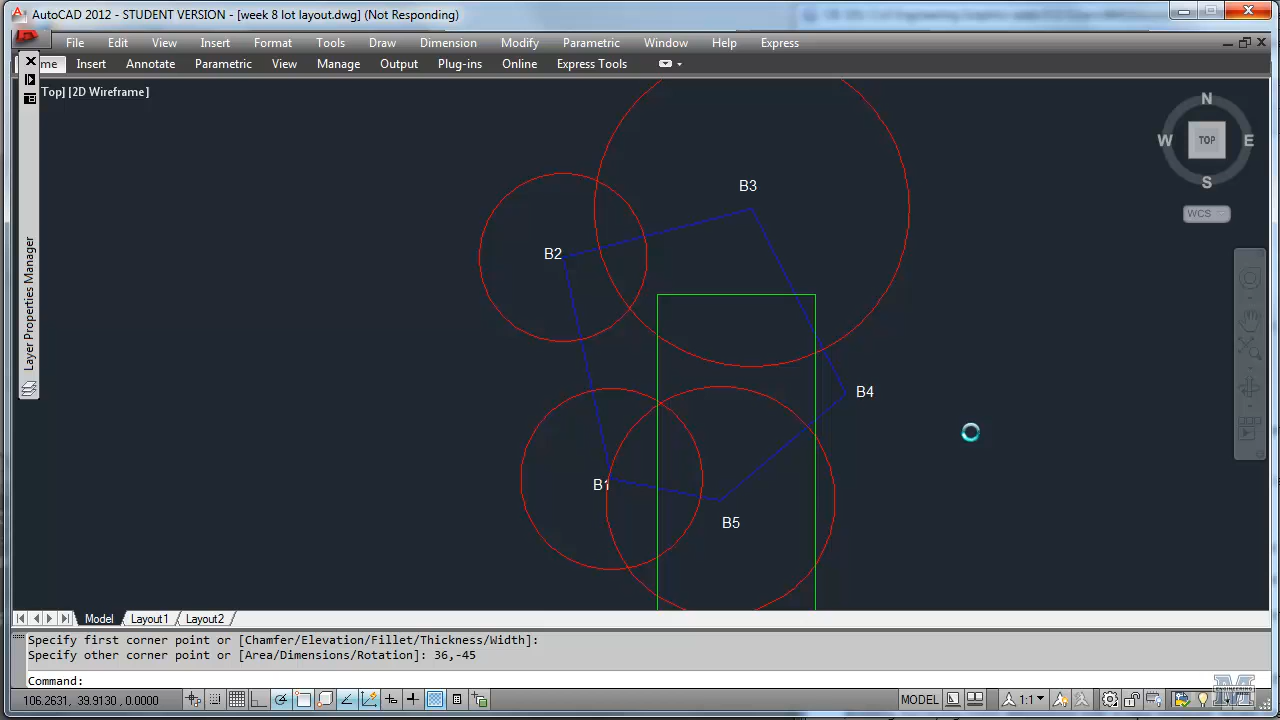 AutoCAD 2012 - STUDENT VERSION - [week 8 lot layout.dwg] (Not Responding)
File Edit View Insert Format Tools Draw Dimension Modify Parametric Window Help Express
me Insert Annotate Parametric View Manage Output Plug-ins Online Express Tools
Top] [2D Wireframe]
N
W TOP E
S
WCS
B3
B2
Layer Properties Manager
B4
B1
B5
Model Layout1 Layout2
Specify first corner point or [Chamfer/Elevation/Fillet/Thickness/Width]:
Specify other corner point or [Area/Dimensions/Rotation]: 36,-45
Command:
106.2631, 39.9130, 0.0000 MODEL 1:1